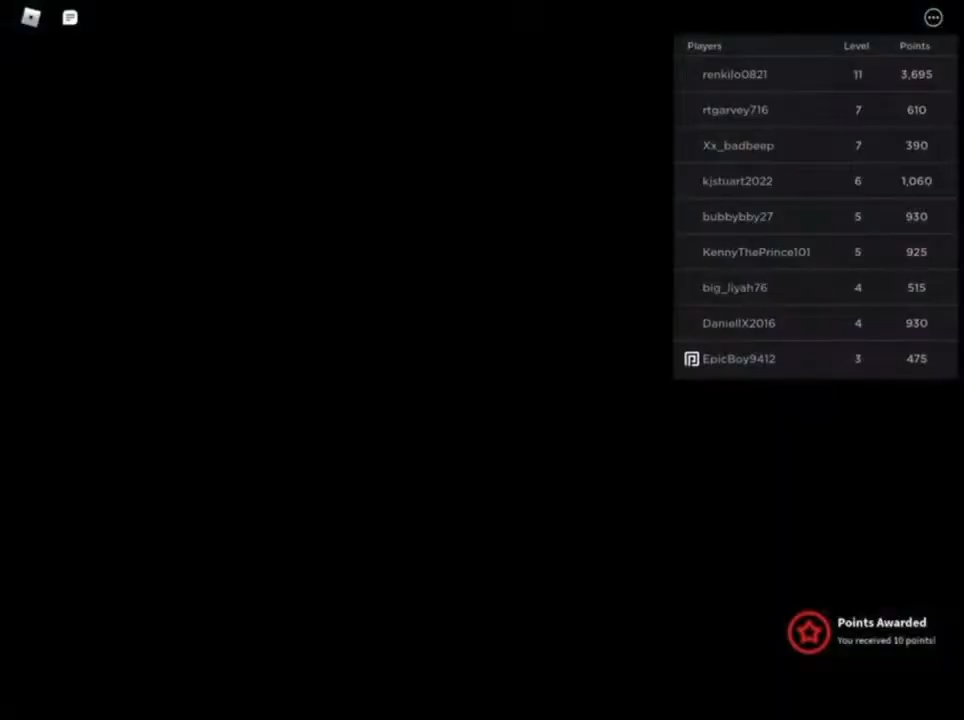 Players Level Points
renkilo0821 11 3,695
rtgarvey716 7 610
Xx_badbeep 7 390
kjstuart2022 6 1,060
bubbybby27 5 930
KennyThePrince101 5 925
big_liyah76 4 515
DaniellX2016 4 930
EpicBoy9412 3 475
Points Awarded
You received 10 points!